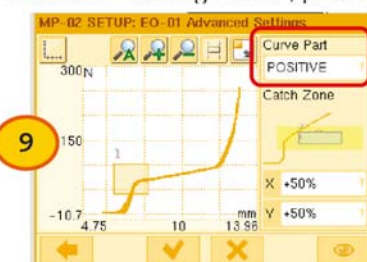 MP-02 SETUP: EO-01 Advanced Settings
A
Curve Part
POSITIVE
Catch Zone
300 N
150
-10.7
1
4.75
10
mm
13.96
X +50%
Y +50%
9